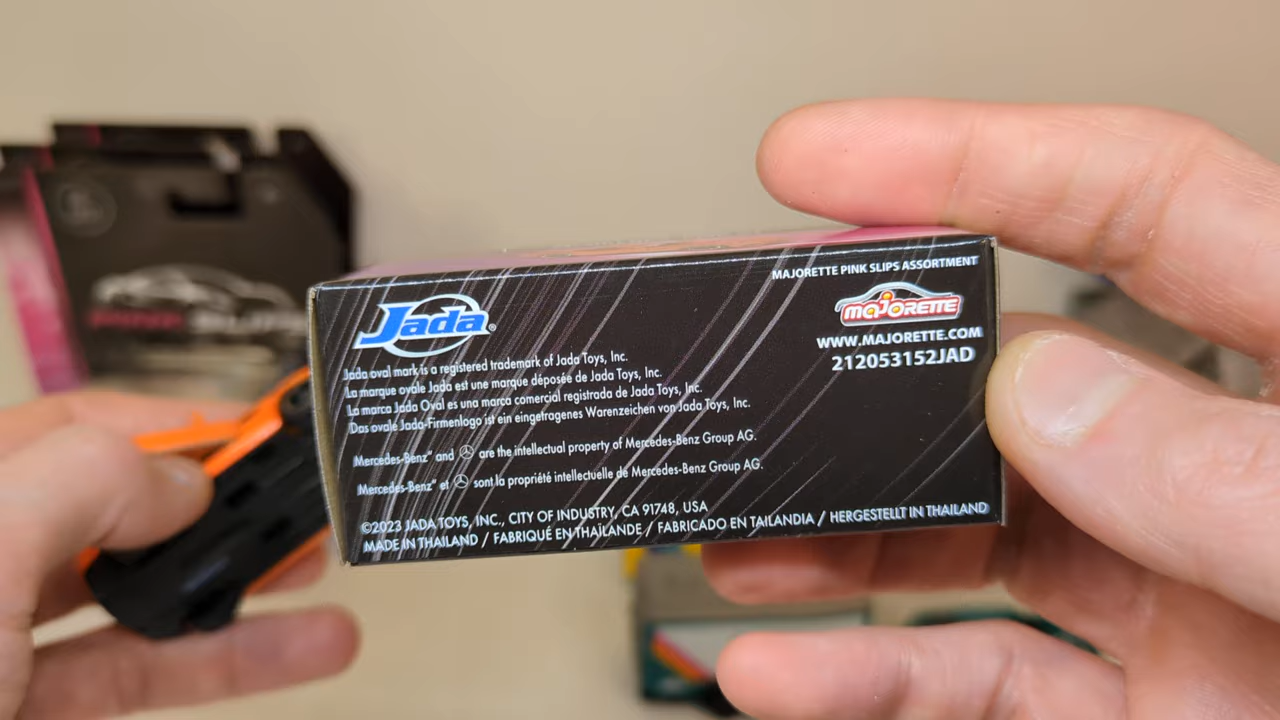 Jada®
Jada oval mark is a registered trademark of Jada Toys, Inc.
La marque ovale Jada est une marque déposée de Jada Toys, Inc.
La marca Jada Oval es una marca comercial registrada de Jada Toys, Inc.
Das ovale Jada-Firmenlogo ist ein eingetragenes Warenzeichen von Jada Toys, Inc.
Mercedes-Benz" and are the intellectual property of Mercedes-Benz Group AG.
Mercedes-Benz" et sont la propriété intellectuelle de Mercedes-Benz Group AG.
©2023 JADA TOYS, INC., CITY OF INDUSTRY, CA 91748, USA
MADE IN THAILAND / FABRIQUÉ EN THAÏLANDE / FABRICADO EN TAILANDIA / HERGESTELLT IN THAILAND
MAJORETTE PINK SLIPS ASSORTMENT
MAJORETTE
WWW.MAJORETTE.COM
212053152JAD
PINK SLIPS